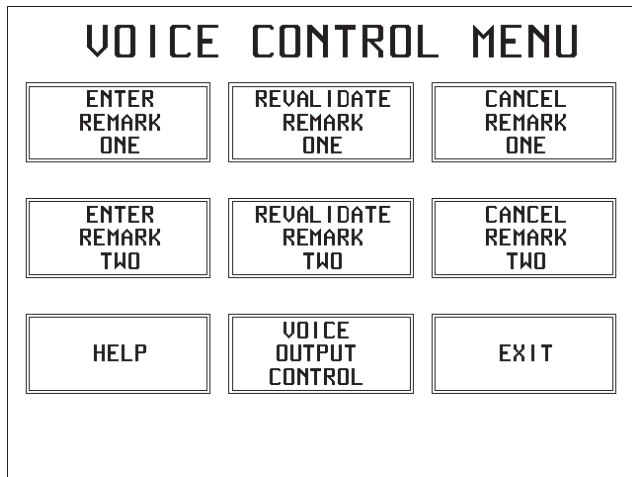 VOICE CONTROL MENU
ENTER
REMARK
ONE
REVALIDATE
REMARK
ONE
CANCEL
REMARK
ONE
ENTER
REMARK
TWO
REVALIDATE
REMARK
TWO
CANCEL
REMARK
TWO
HELP
VOICE
OUTPUT
CONTROL
EXIT